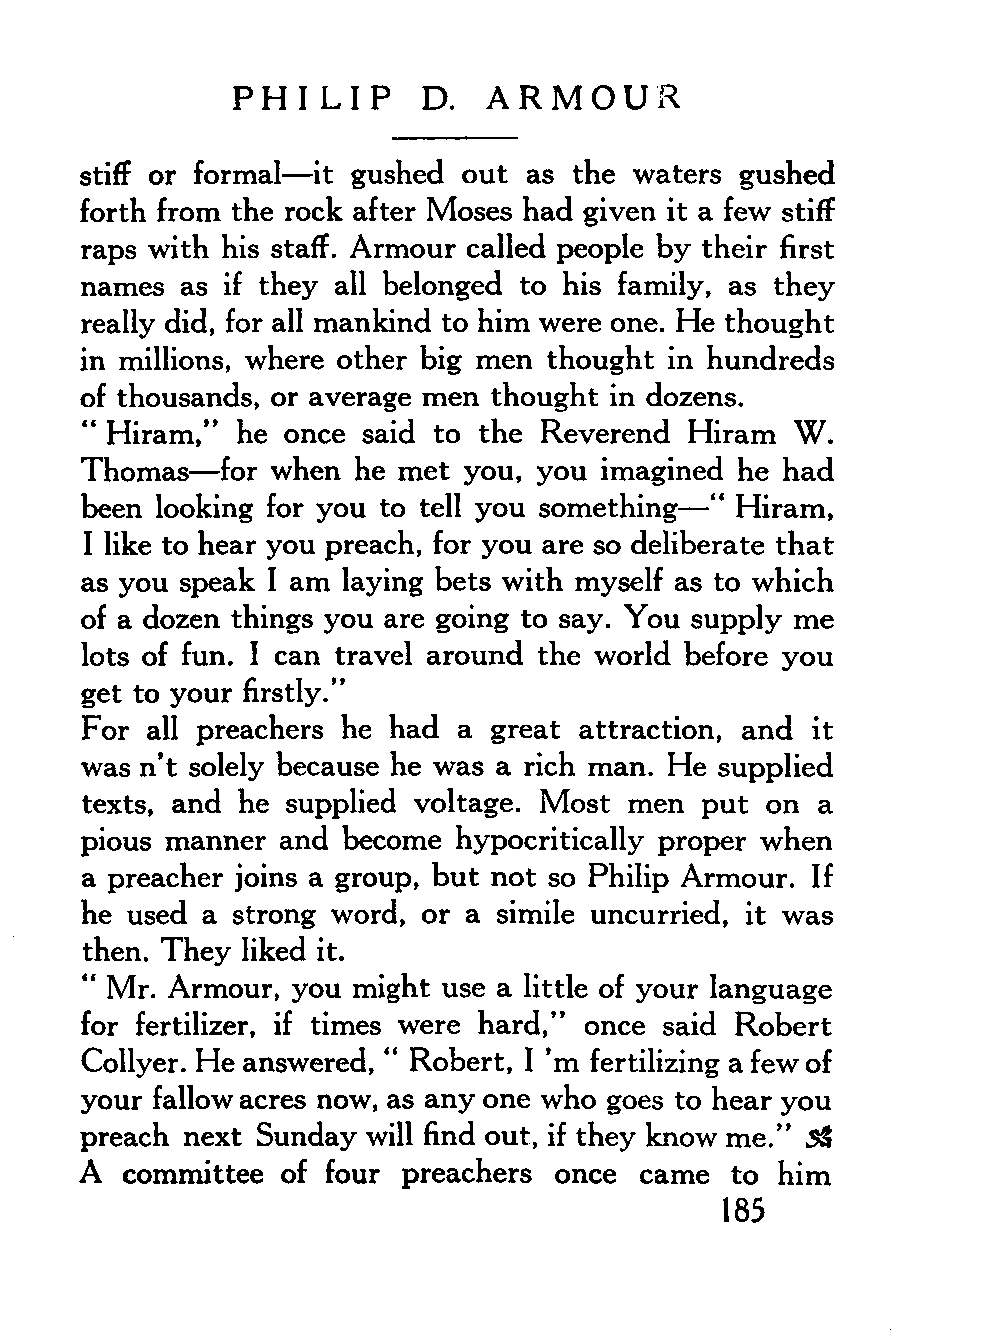 PHILIP D. ARMOUR
stiff or formal—it gushed out as the waters gushed
forth from the rock after Moses had given it a few stiff
raps with his staff. Armour called people by their first
names as if they all belonged to his family, as they
really did, for all mankind to him were one. He thought
in millions, where other big men thought in hundreds
of thousands, or average men thought in dozens.
“ Hiram,” he once said to the Reverend Hiram W.
Thomas—for when he met you, you imagined he had
been looking for you to tell you something—“ Hiram,
I like to hear you preach, for you are so deliberate that
as you speak I am laying bets with myself as to which
of a dozen things you are going to say. You supply me
lots of fun. I can travel around the world before you
get to your firstly.”
For all preachers he had a great attraction, and it
was n’t solely because he was a rich man. He supplied
texts, and he supplied voltage. Most men put on a
pious manner and become hypocritically proper when
a preacher joins a group, but not so Philip Armour. If
he used a strong word, or a simile uncurried, it was
then. They liked it.
“ Mr. Armour, you might use a little of your language
for fertilizer, if times were hard,” once said Robert
Collyer. He answered, “ Robert, I ’m fertilizing a few of
your fallow acres now, as any one who goes to hear you
preach next Sunday will find out, if they know me.”
A committee of four preachers once came to him
185